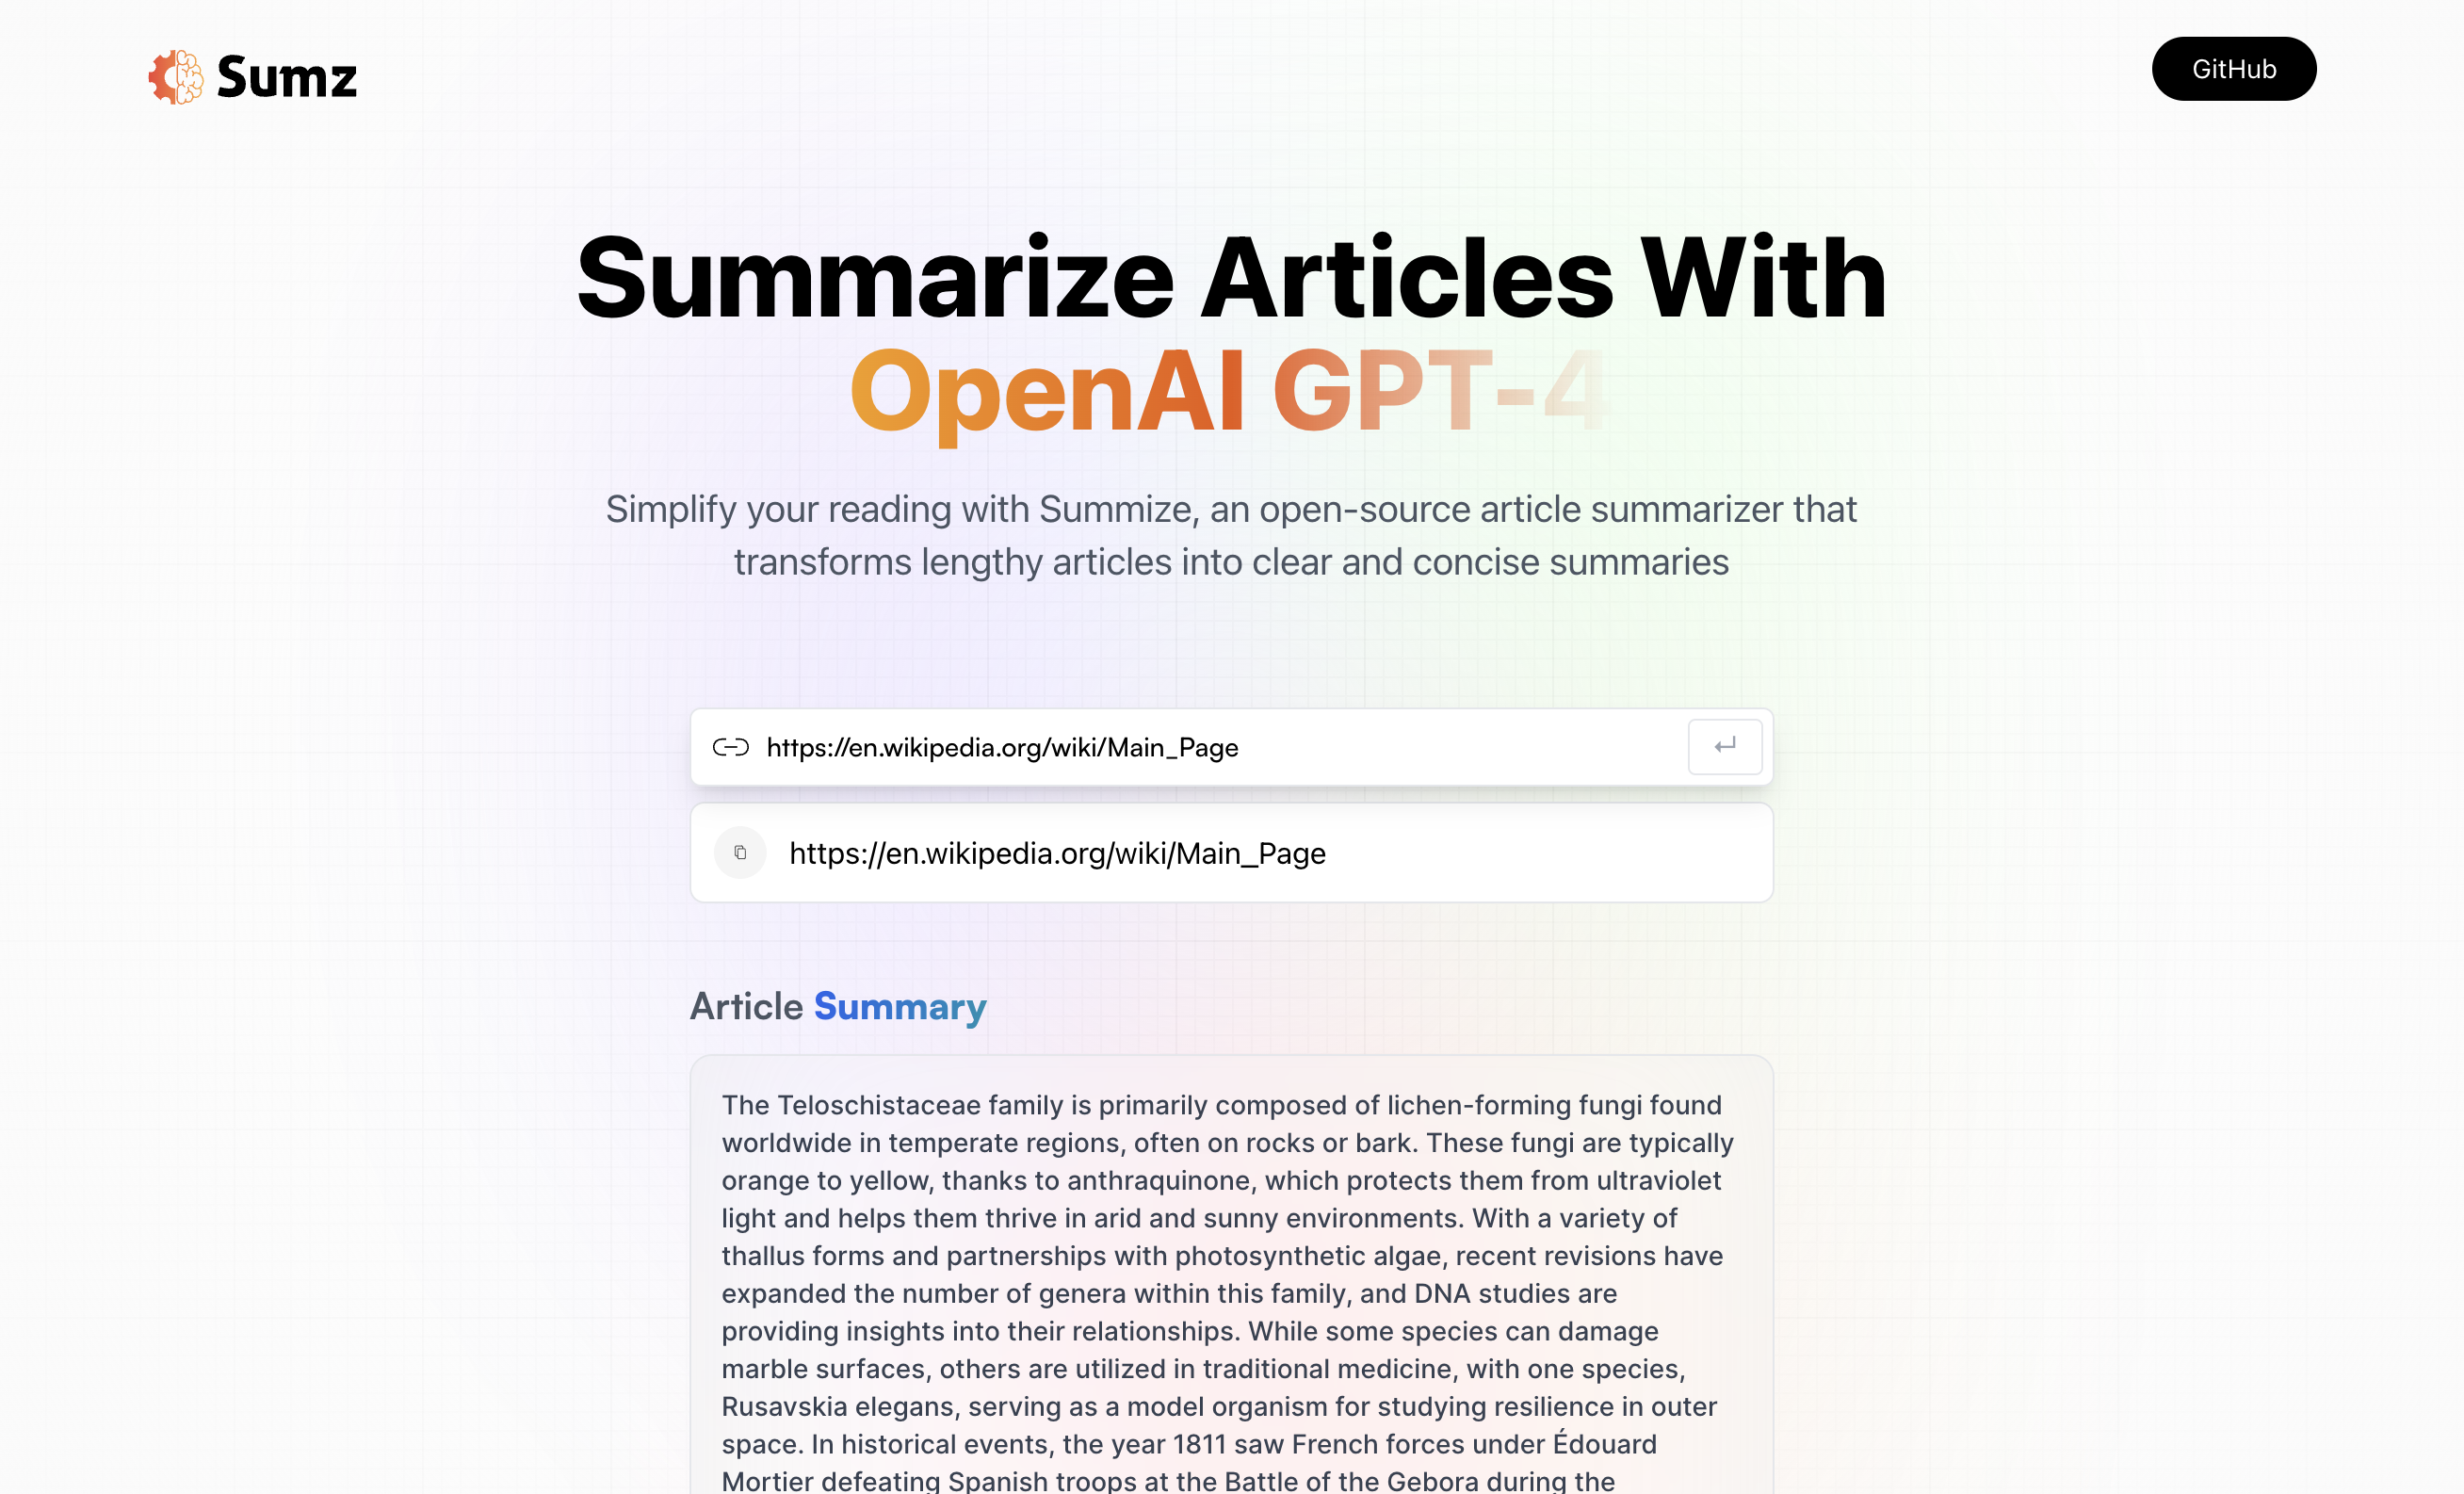 Sumz
GitHub
Summarize Articles With
OpenAI GPT-4
Simplify your reading with Summize, an open-source article summarizer that
transforms lengthy articles into clear and concise summaries
https://en.wikipedia.org/wiki/Main_Page
↵
https://en.wikipedia.org/wiki/Main_Page
Article Summary
The Teloschistaceae family is primarily composed of lichen-forming fungi found
worldwide in temperate regions, often on rocks or bark. These fungi are typically
orange to yellow, thanks to anthraquinone, which protects them from ultraviolet
light and helps them thrive in arid and sunny environments. With a variety of
thallus forms and partnerships with photosynthetic algae, recent revisions have
expanded the number of genera within this family, and DNA studies are
providing insights into their relationships. While some species can damage
marble surfaces, others are utilized in traditional medicine, with one species,
Rusavskia elegans, serving as a model organism for studying resilience in outer
space. In historical events, the year 1811 saw French forces under Édouard
Mortier defeating Spanish troops at the Battle of the Gebora during the